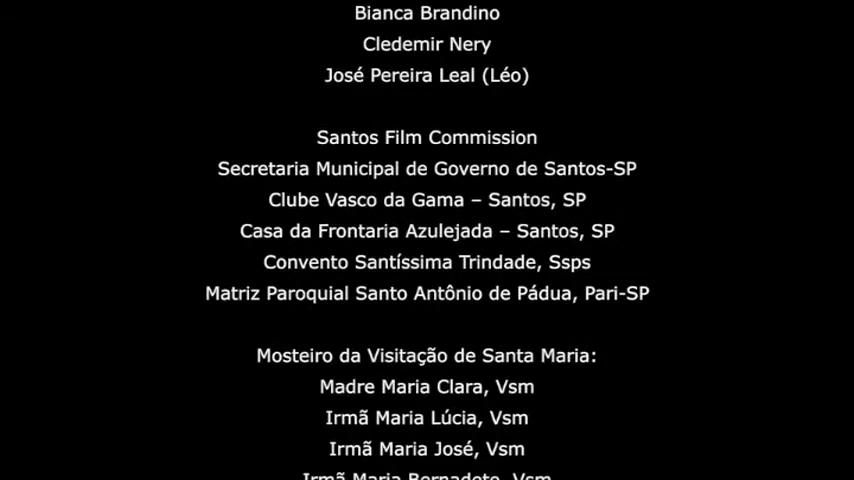 Bianca Brandino
Cledemir Nery
José Pereira Leal (Léo)
Santos Film Commission
Secretaria Municipal de Governo de Santos-SP
Clube Vasco da Gama – Santos, SP
Casa da Frontaria Azulejada – Santos, SP
Convento Santíssima Trindade, Ssps
Matriz Paroquial Santo Antônio de Pádua, Pari-SP
Mosteiro da Visitação de Santa Maria:
Madre Maria Clara, Vsm
Irmã Maria Lúcia, Vsm
Irmã Maria José, Vsm
Irmã Maria Bernadete, Vsm